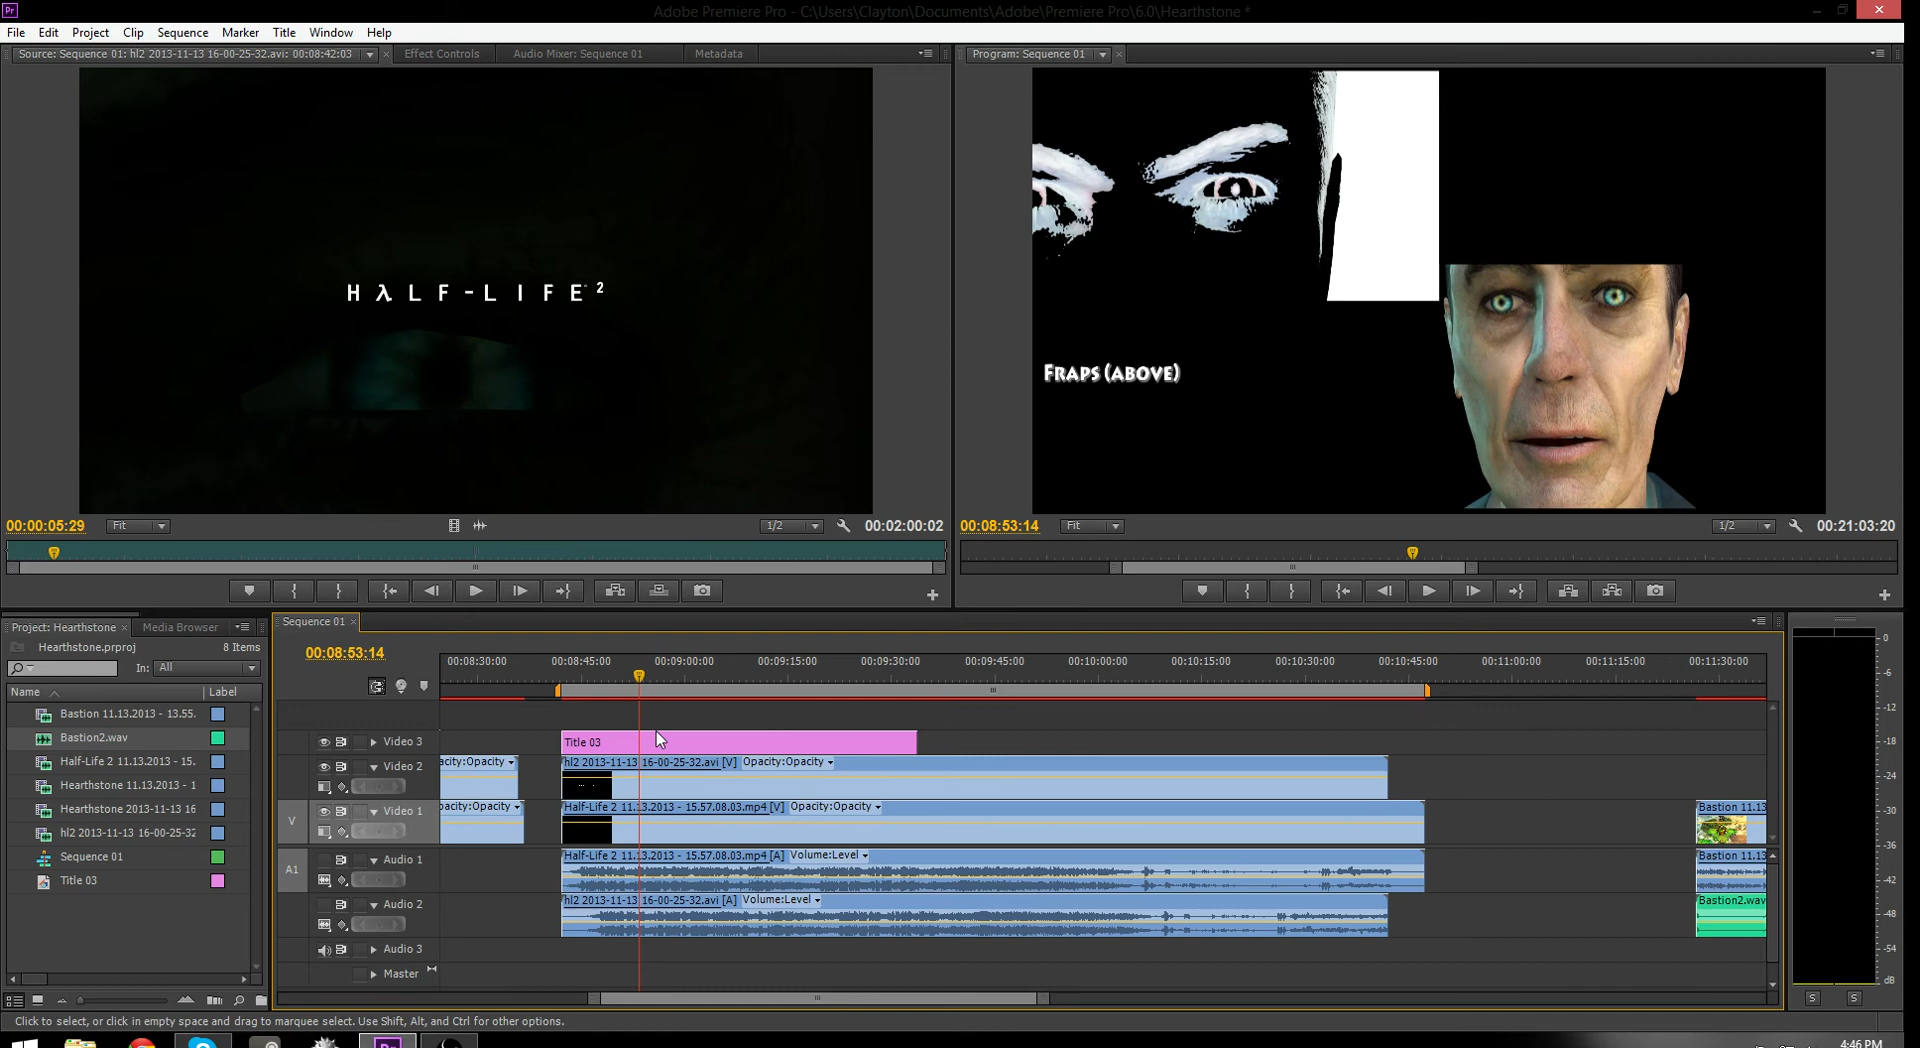 Adobe Premiere Pro - C:\Users\Clayton\Documents\Adobe\Premiere Pro\6.0\Hearthstone *
File Edit Project Clip Sequence Marker Title Window Help
Source: Sequence 01: hl2 2013-11-13 16-00-25-32.avi: 00:08:42:03 Effect Controls Audio Mixer: Sequence 01 Metadata
Program: Sequence 01
HλLF-LIFE²
FRAPS (ABOVE)
00:00:05:29 Fit 1/2 00:02:00:02
00:08:53:14 Fit 1/2 00:21:03:20
Project: Hearthstone Media Browser
Hearthstone.prproj 8 Items
In: All
Name Label
Bastion 11.13.2013 - 13.55.
Bastion2.wav
Half-Life 2 11.13.2013 - 15.
Hearthstone 11.13.2013 - 1
Hearthstone 2013-11-13 16
hl2 2013-11-13 16-00-25-32
Sequence 01
Title 03
Sequence 01
00:08:53:14
00:08:30:00 00:08:45:00 00:09:00:00 00:09:15:00 00:09:30:00 00:09:45:00 00:10:00:00 00:10:15:00 00:10:30:00 00:10:45:00 00:11:00:00 00:11:15:00 00:11:30:00
Video 3 Title 03
Video 2 acity:Opacity hl2 2013-11-13 16-00-25-32.avi [V] Opacity:Opacity
V Video 1 pacity:Opacity Half-Life 2 11.13.2013 - 15.57.08.03.mp4 [V] Opacity:Opacity Bastion 11.13
A1 Audio 1 Half-Life 2 11.13.2013 - 15.57.08.03.mp4 [A] Volume:Level Bastion 11.13
Audio 2 hl2 2013-11-13 16-00-25-32.avi [A] Volume:Level Bastion2.wav
Audio 3
Master
0
-6
-12
-18
-24
-30
-36
-42
-48
-54
dB
S S
Click to select, or click in empty space and drag to marquee select. Use Shift, Alt, and Ctrl for other options.
Pr
4:46 PM